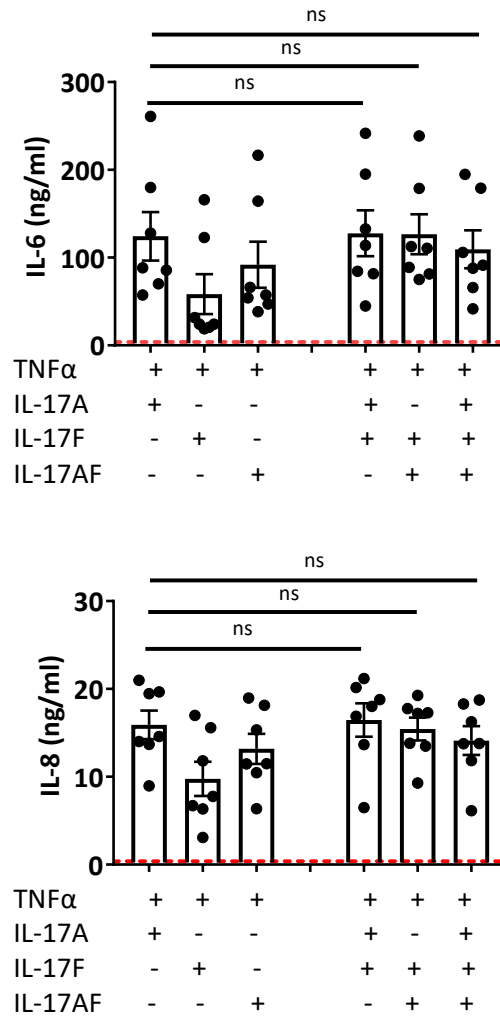 ns
ns
ns
300
200
100
0
IL-6 (ng/ml)
TNFα + + + + + +
IL-17A + - - + - +
IL-17F - + - + + +
IL-17AF - - + - + +
ns
ns
ns
30
20
10
0
IL-8 (ng/ml)
TNFα + + + + + +
IL-17A + - - + - +
IL-17F - + - + + +
IL-17AF - - + - + +